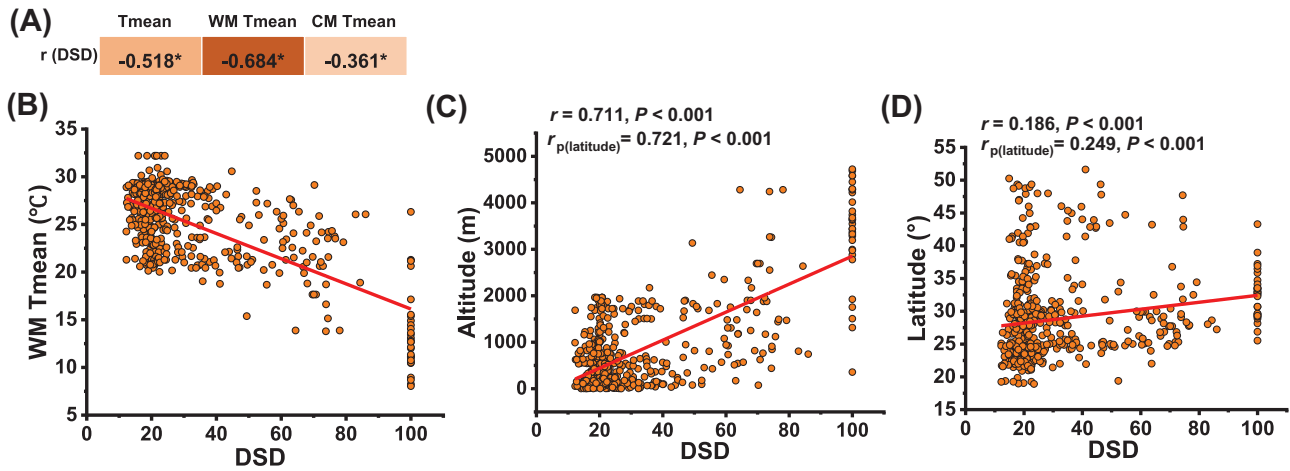 (A)
Tmean WM Tmean CM Tmean
r (DSD) -0.518* -0.684* -0.361*
(B)
WM Tmean (℃)
35
30
25
20
15
10
5
0 20 40 60 80 100
DSD
(C)
r = 0.711, P < 0.001
rp(latitude)= 0.721, P < 0.001
Altitude (m)
5000
4000
3000
2000
1000
0
0 20 40 60 80 100
DSD
(D)
r = 0.186, P < 0.001
rp(latitude)= 0.249, P < 0.001
Latitude (°)
55
50
45
40
35
30
25
20
15
0 20 40 60 80 100
DSD